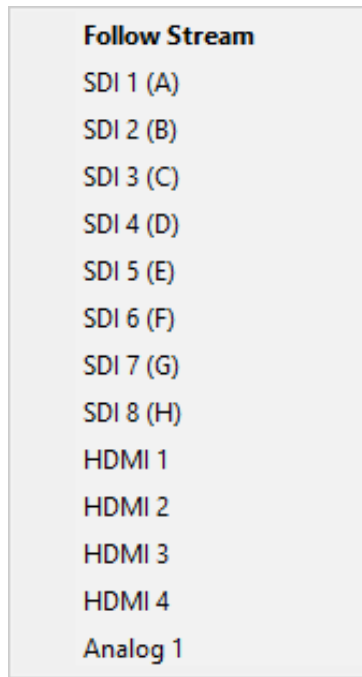 Follow Stream
SDI 1 (A)
SDI 2 (B)
SDI 3 (C)
SDI 4 (D)
SDI 5 (E)
SDI 6 (F)
SDI 7 (G)
SDI 8 (H)
HDMI 1
HDMI 2
HDMI 3
HDMI 4
Analog 1